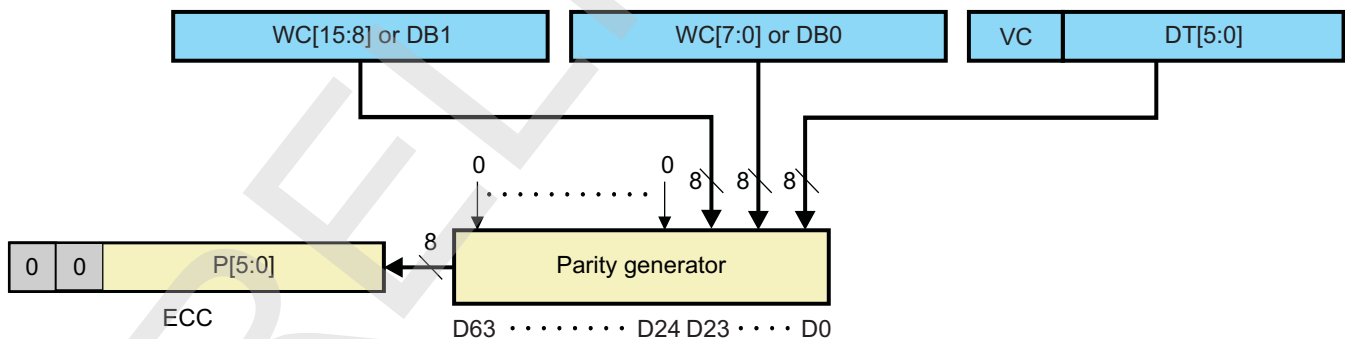 WC[15:8] or DB1
WC[7:0] or DB0
VC
DT[5:0]
0
0
8
8
8
8
0
0
P[5:0]
Parity generator
ECC
D63 · · · · · · · · D24 D23 · · · · D0